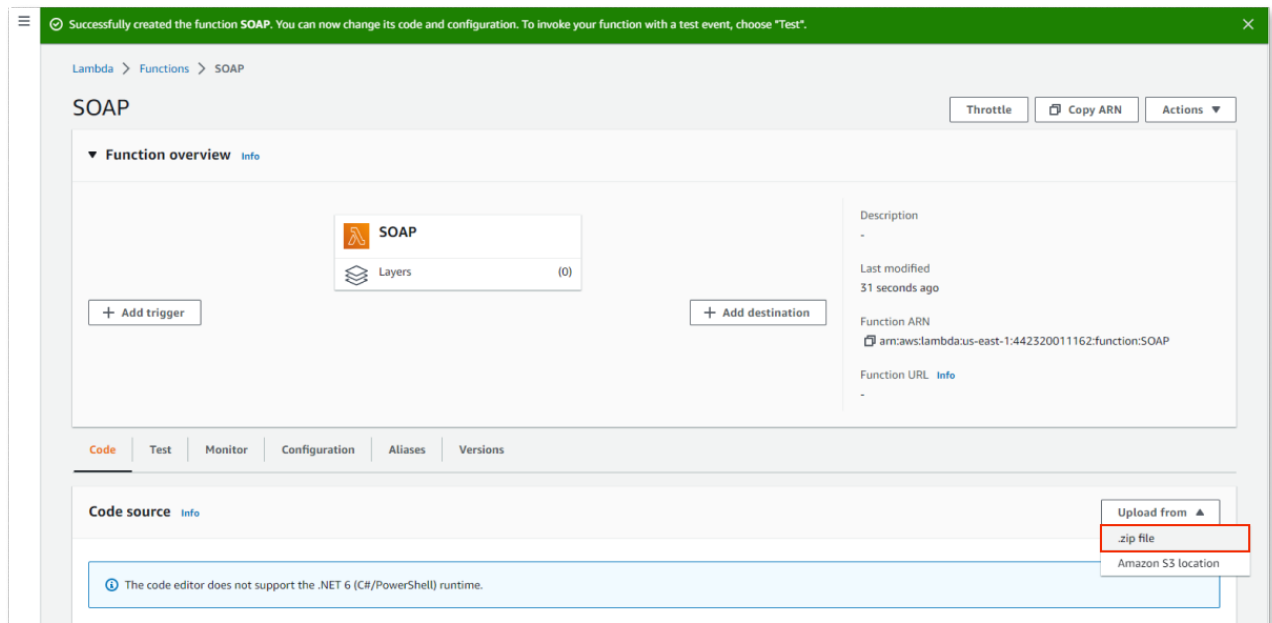 Successfully created the function SOAP. You can now change its code and configuration. To invoke your function with a test event, choose "Test".
Lambda > Functions > SOAP
SOAP
Throttle
Copy ARN
Actions
Function overview Info
SOAP
Layers (0)
+ Add trigger
+ Add destination
Description
-
Last modified
31 seconds ago
Function ARN
arn:aws:lambda:us-east-1:442320011162:function:SOAP
Function URL Info
-
Code Test Monitor Configuration Aliases Versions
Code source Info
Upload from
.zip file
Amazon S3 location
The code editor does not support the .NET 6 (C#/PowerShell) runtime.